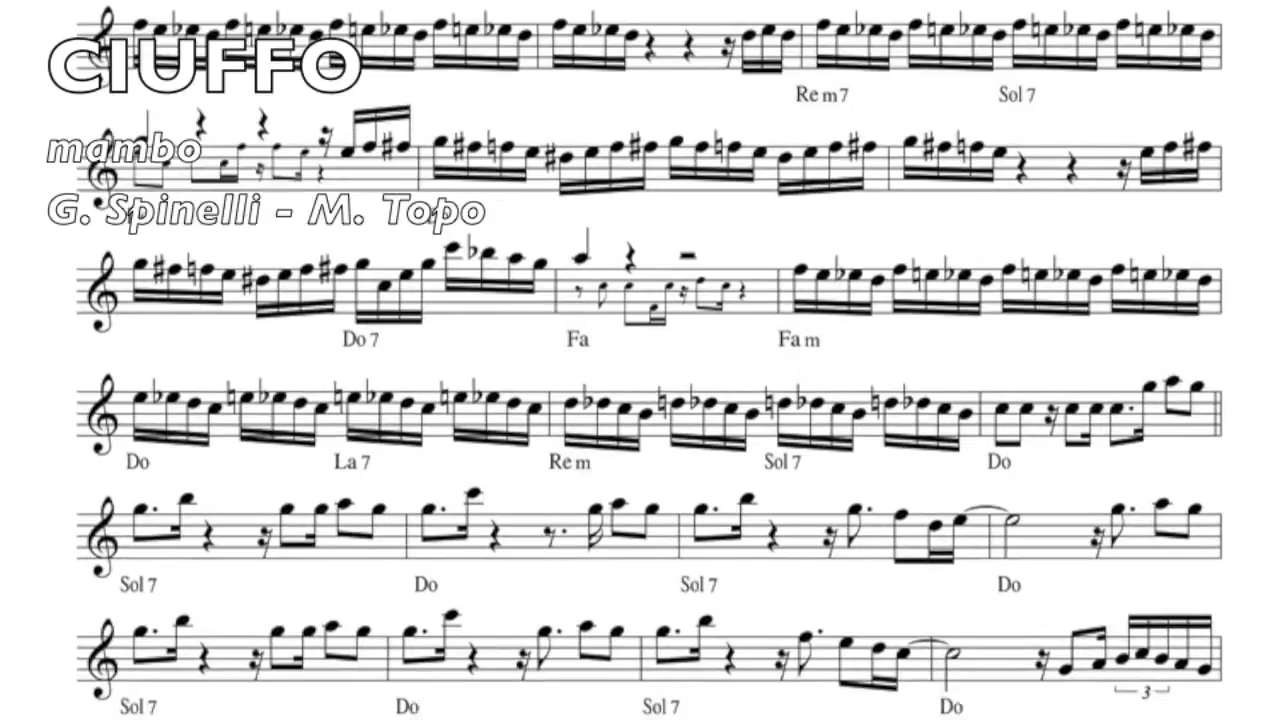 CIUFFO
Re m7 Sol 7
mambo
G. Spinelli - M. Topo
Do 7 Fa Fa m
Do La 7 Re m Sol 7 Do
Sol 7 Do Sol 7 Do
Sol 7 Do Sol 7 Do
3